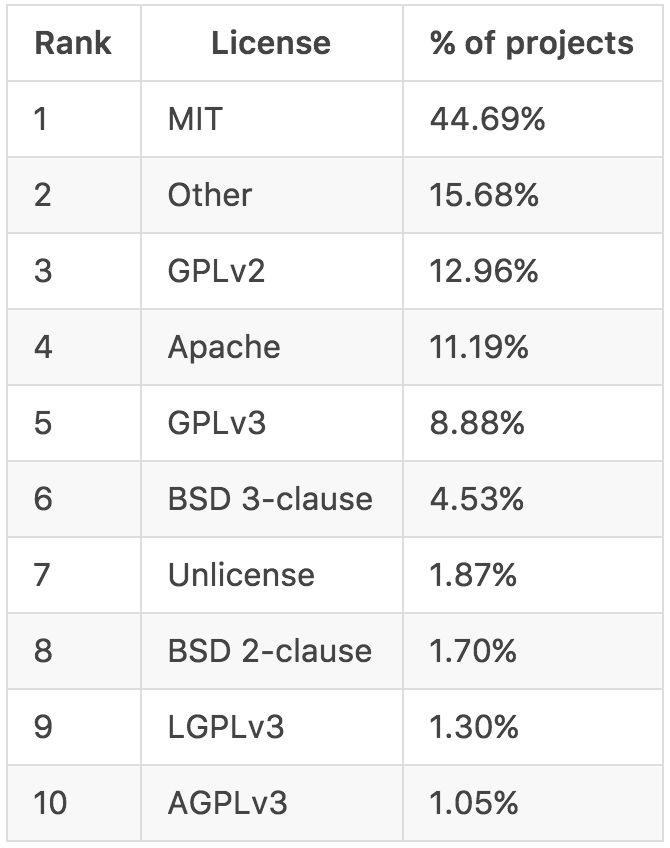 Rank License % of projects
1 MIT 44.69%
2 Other 15.68%
3 GPLv2 12.96%
4 Apache 11.19%
5 GPLv3 8.88%
6 BSD 3-clause 4.53%
7 Unlicense 1.87%
8 BSD 2-clause 1.70%
9 LGPLv3 1.30%
10 AGPLv3 1.05%